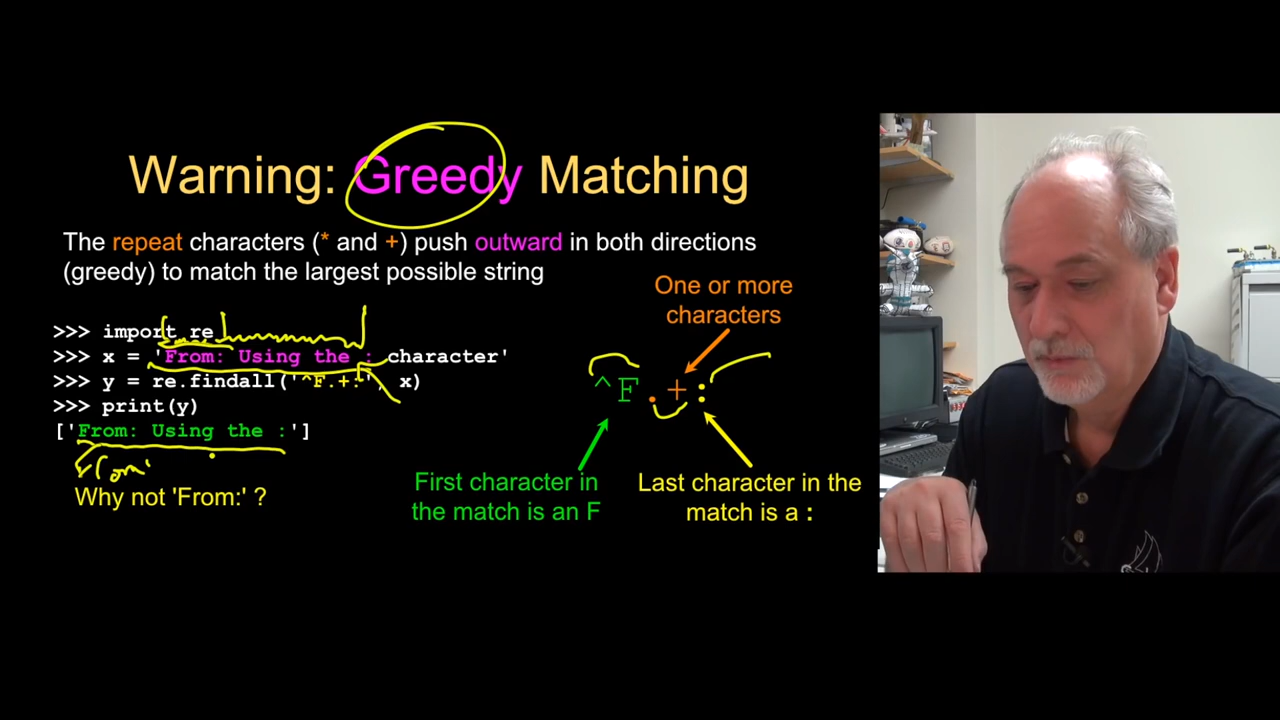 Warning: Greedy Matching
The repeat characters (* and +) push outward in both directions
(greedy) to match the largest possible string
One or more
characters
>>> import re
>>> x = 'From: Using the : character'
>>> y = re.findall('^F.+:', x)
>>> print(y)
['From: Using the :']
^F.+:
Why not 'From:' ?
First character in
the match is an F
Last character in the
match is a :